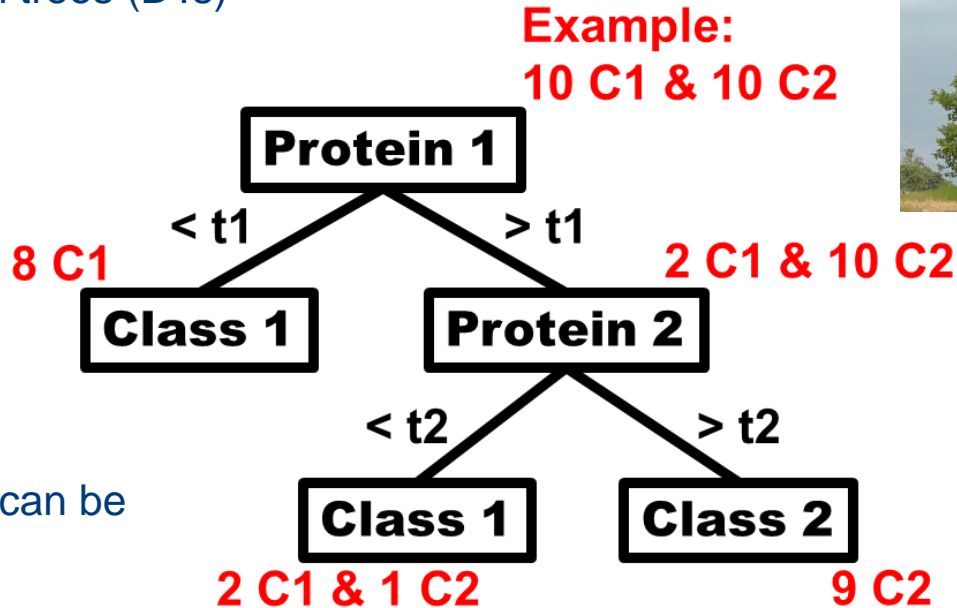 (DTs)
Example:
10 C1 & 10 C2
Protein 1
< t1
> t1
8 C1
2 C1 & 10 C2
Class 1
Protein 2
< t2
> t2
can be
Class 1
Class 2
2 C1 & 1 C2
9 C2